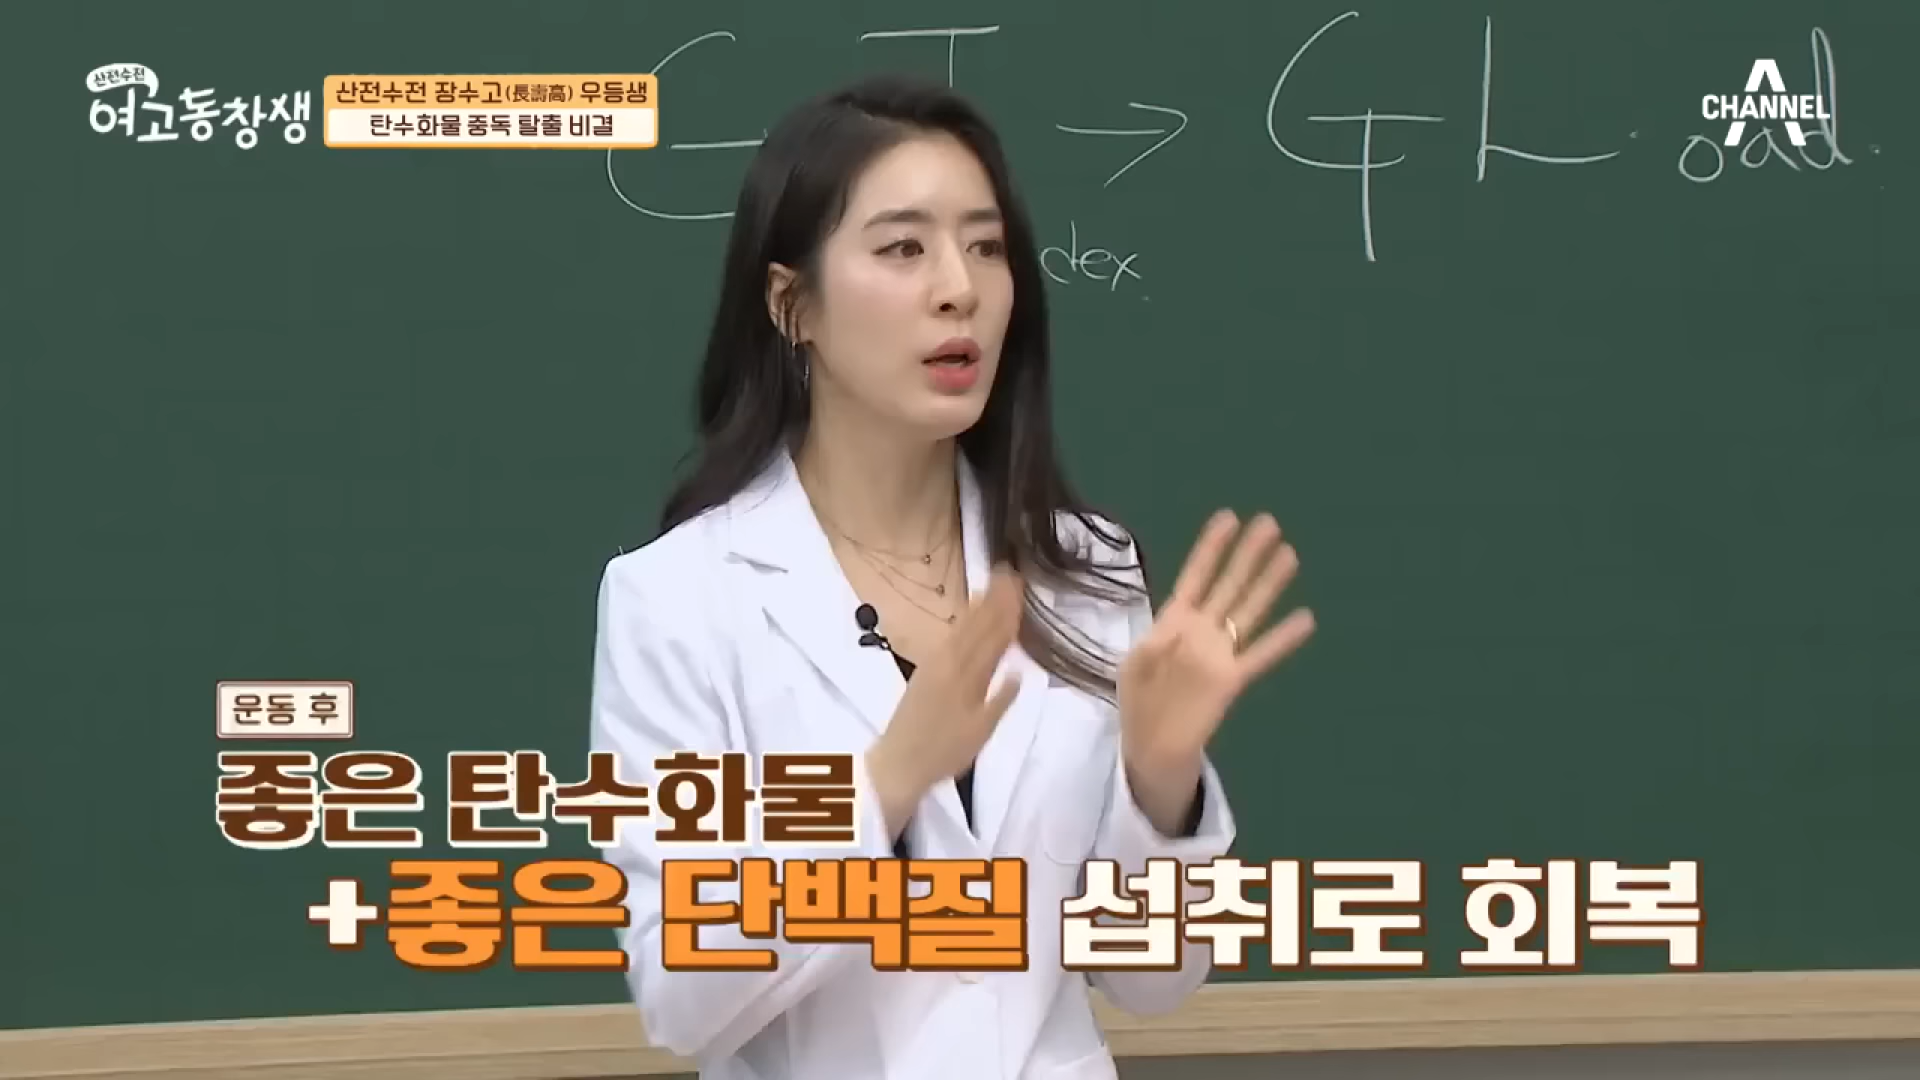 산전수전
여고동창생
산전수전 장수고(長壽高) 우등생
탄수화물 중독 탈출 비결
CHANNEL A
G I → G L oad.
dex
운동 후
좋은 탄수화물
+좋은 단백질 섭취로 회복